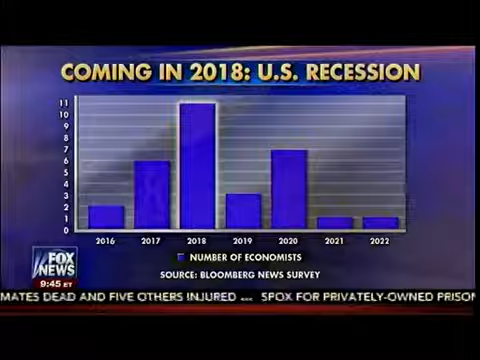 COMING IN 2018: U.S. RECESSION
11
10
9
8
7
6
5
4
3
2
1
0
2016 2017 2018 2019 2020 2021 2022
NUMBER OF ECONOMISTS
SOURCE: BLOOMBERG NEWS SURVEY
FOX
NEWS
9:45 ET
MATES DEAD AND FIVE OTHERS INJURED ... SPOX FOR PRIVATELY-OWNED PRISON